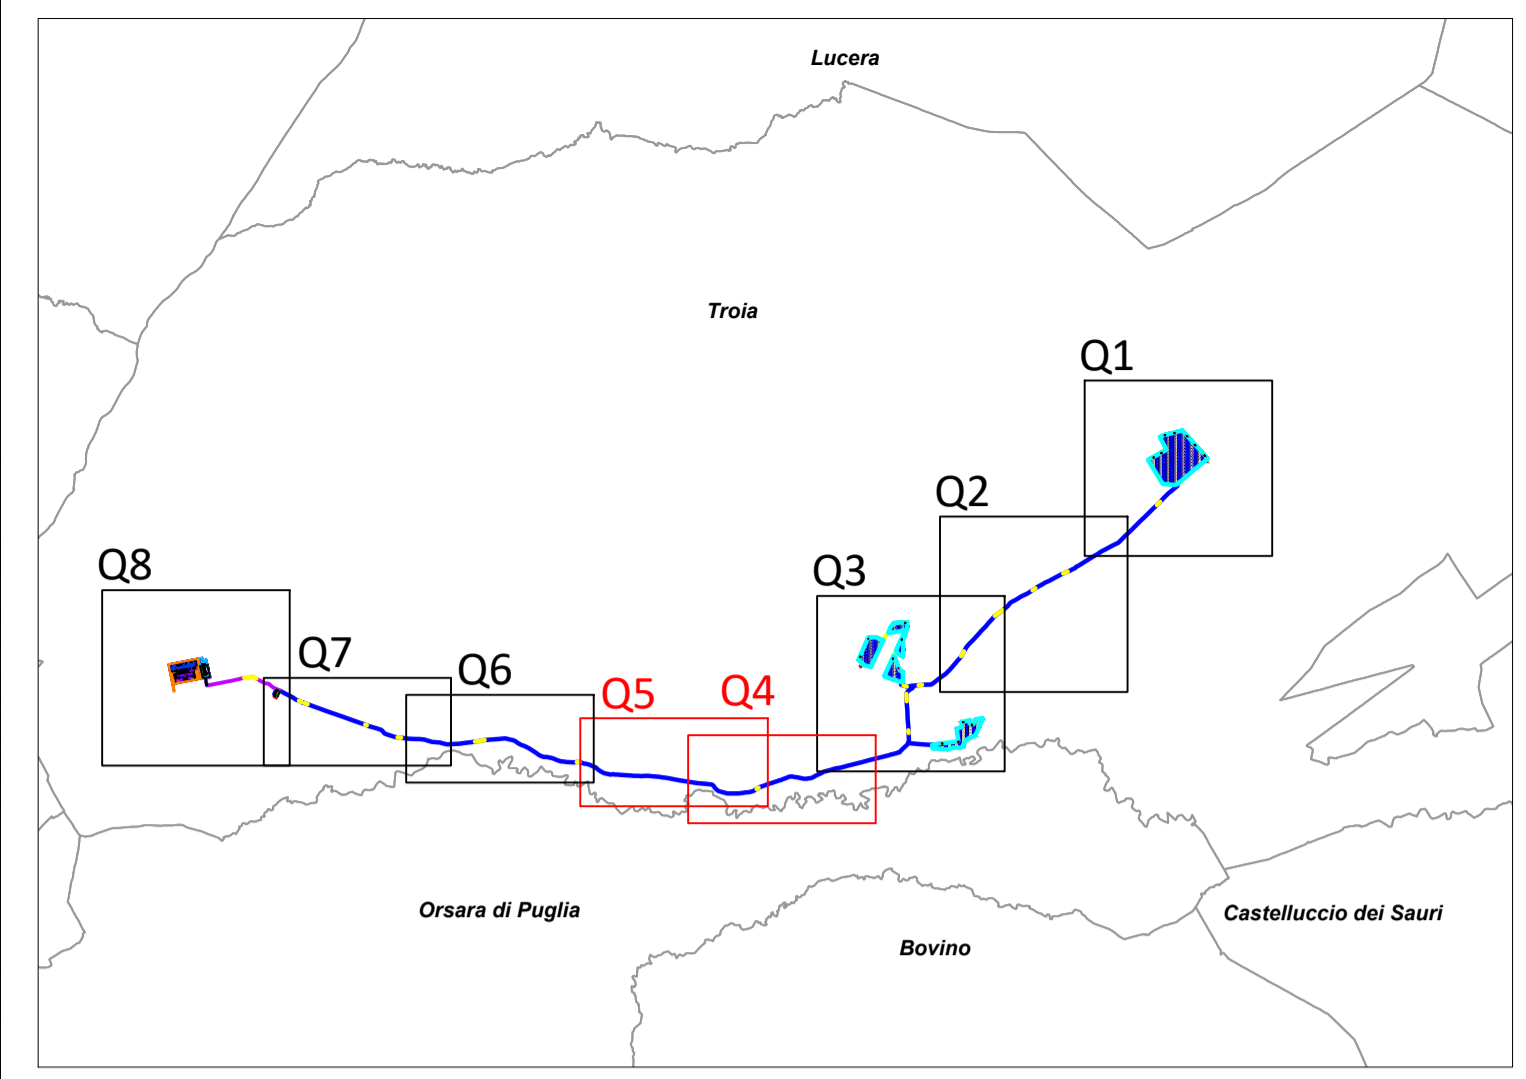 Lucera
Troia
Q1
Q2
Q3
Q8
Q7
Q6
Q5
Q4
Orsara di Puglia
Castelluccio dei Sauri
Bovino